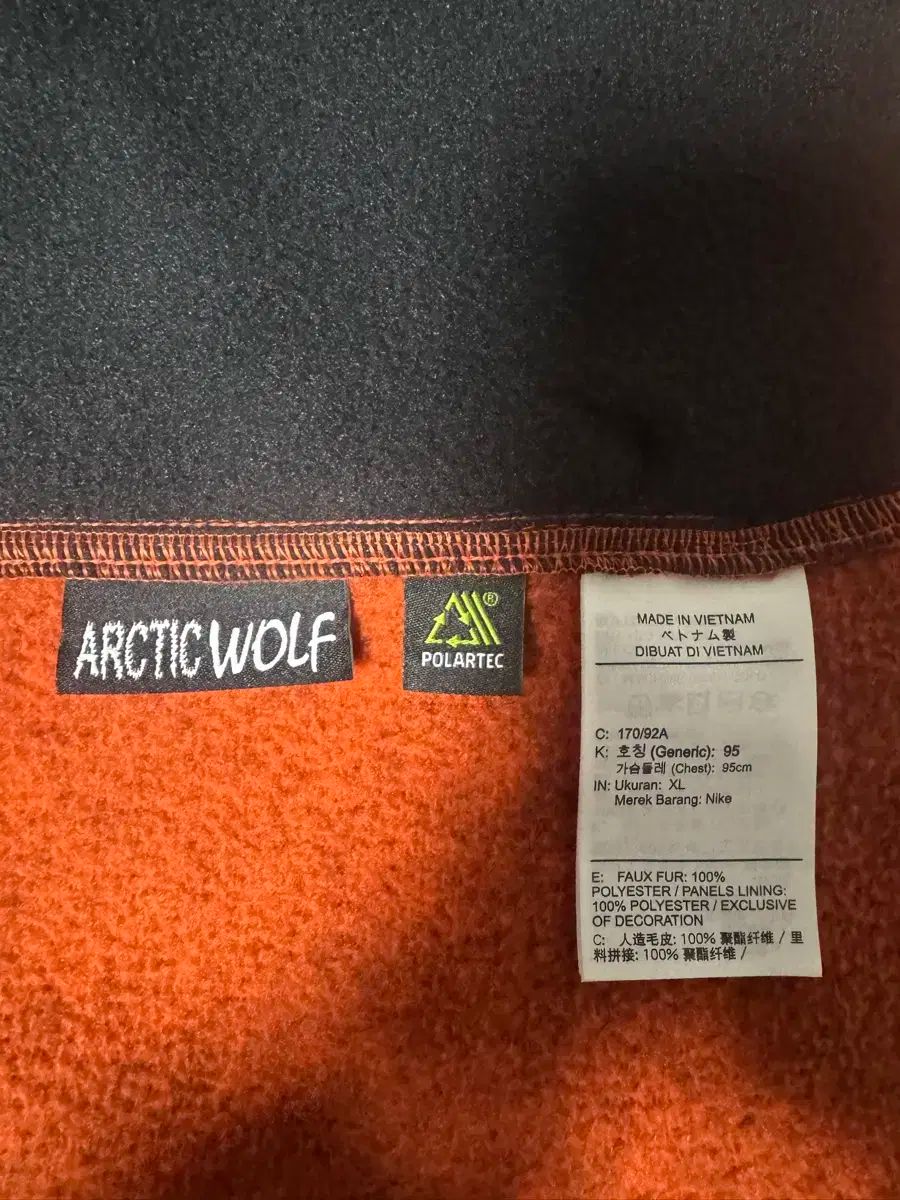 ARCTIC WOLF
®
POLARTEC
MADE IN VIETNAM
ベトナム製
DIBUAT DI VIETNAM
C: 170/92A
K: 호칭 (Generic): 95
가슴둘레 (Chest): 95cm
IN: Ukuran: XL
Merek Barang: Nike
E: FAUX FUR: 100%
POLYESTER / PANELS LINING:
100% POLYESTER / EXCLUSIVE
OF DECORATION
C: 人造毛皮: 100% 聚酯纤维 / 里
料拼接: 100% 聚酯纤维 /